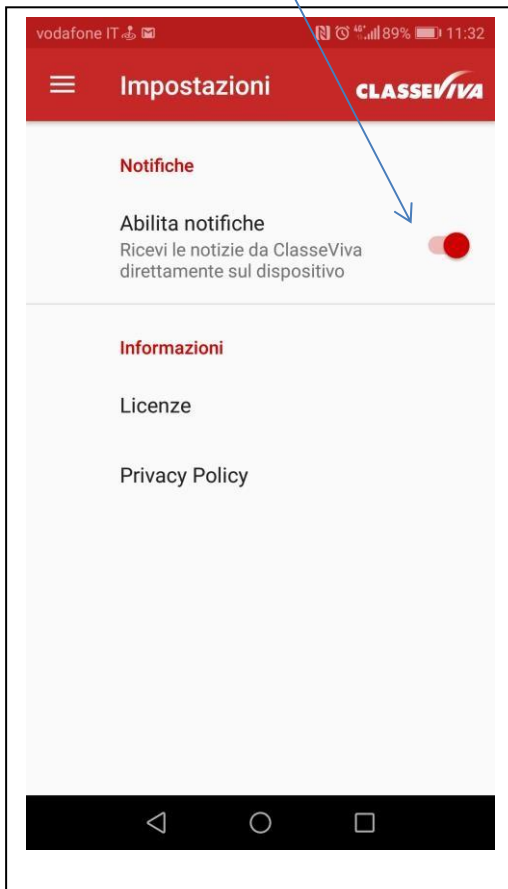 vodafone IT 89% 11:32
Impostazioni CLASSEVIVA
Notifiche
Abilita notifiche
Ricevi le notizie da ClasseViva
direttamente sul dispositivo
Informazioni
Licenze
Privacy Policy